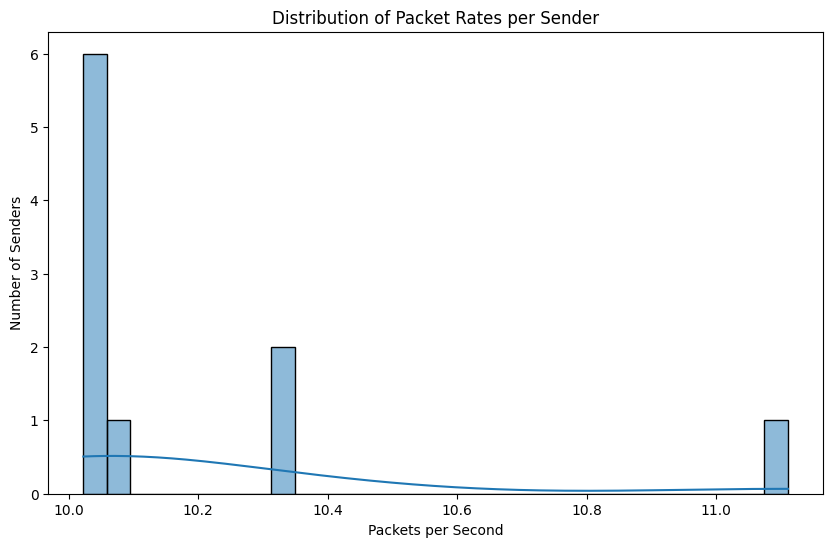 Distribution of Packet Rates per Sender
Number of Senders
6
5
4
3
2
1
0
10.0 10.2 10.4 10.6 10.8 11.0
Packets per Second